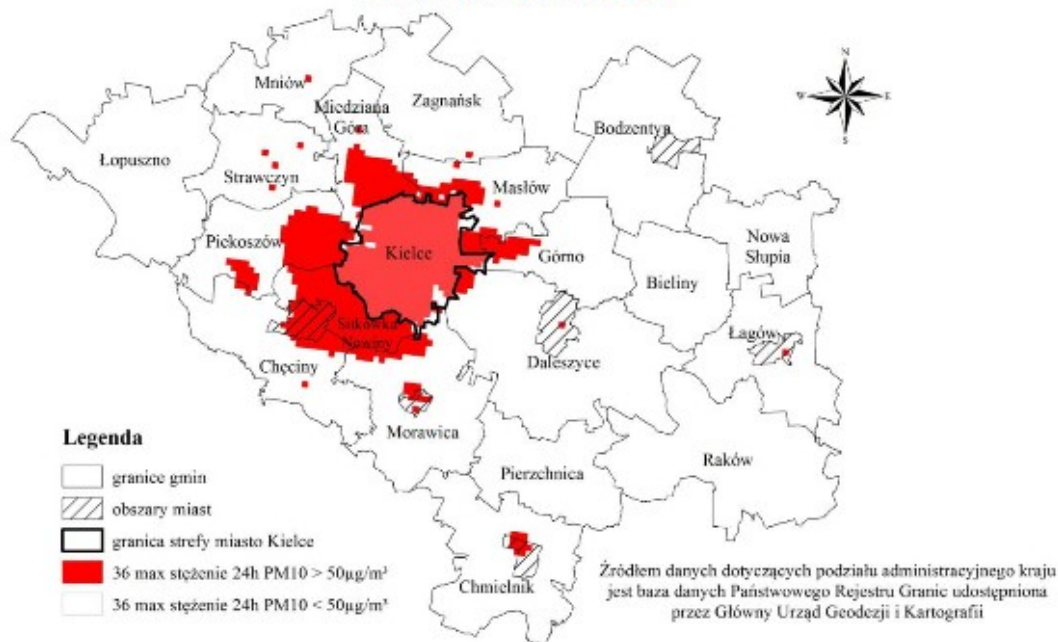 N
W
E
S
Mniów
Miedziana
Góra
Zagnańsk
Bodzentyn
Łopuszno
Strawczyn
Masłów
Piekoszów
Kielce
Górno
Nowa
Słupia
Bieliny
Sitkówka
Nowiny
Łagów
Chęciny
Daleszyce
Morawica
Pierzchnica
Raków
Chmielnik
Legenda
granice gmin
obszary miast
granica strefy miasto Kielce
36 max stężenie 24h PM10 > 50µg/m³
36 max stężenie 24h PM10 < 50µg/m³
Źródłem danych dotyczących podziału administracyjnego kraju
jest baza danych Państwowego Rejestru Granic udostępniona
przez Główny Urząd Geodezji i Kartografii